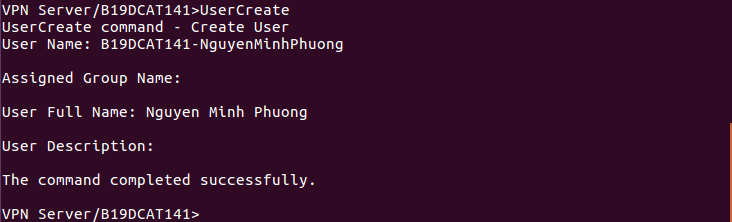 VPN Server/B19DCAT141>UserCreate
UserCreate command - Create User
User Name: B19DCAT141-NguyenMinhPhuong
Assigned Group Name:
User Full Name: Nguyen Minh Phuong
User Description:
The command completed successfully.
VPN Server/B19DCAT141>